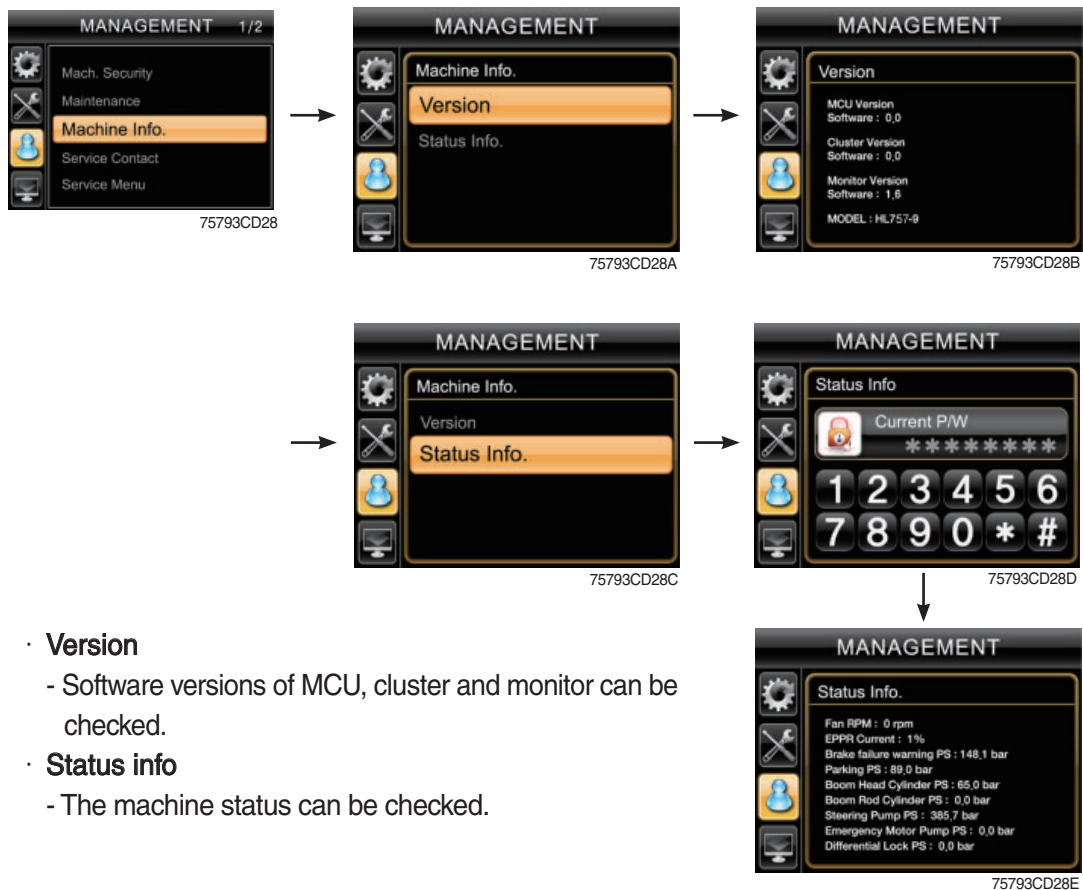 MANAGEMENT 1/2
Mach. Security
Maintenance
Machine Info.
Service Contact
Service Menu
75793CD28
MANAGEMENT
Machine Info.
Version
Status Info.
75793CD28A
MANAGEMENT
Version
MCU Version
Software : 0,0
Cluster Version
Software : 0,0
Monitor Version
Software : 1,6
MODEL : HL757-9
75793CD28B
MANAGEMENT
Machine Info.
Version
Status Info.
75793CD28C
MANAGEMENT
Status Info
Current P/W
********
1 2 3 4 5 6
7 8 9 0 * #
75793CD28D
· Version
- Software versions of MCU, cluster and monitor can be
checked.
· Status info
- The machine status can be checked.
MANAGEMENT
Status Info.
Fan RPM : 0 rpm
EPPR Current : 1%
Brake failure warning PS : 148,1 bar
Parking PS : 89,0 bar
Boom Head Cylinder PS : 65,0 bar
Boom Rod Cylinder PS : 0,0 bar
Steering Pump PS : 385,7 bar
Emergency Motor Pump PS : 0,0 bar
Differential Lock PS : 0,0 bar
75793CD28E